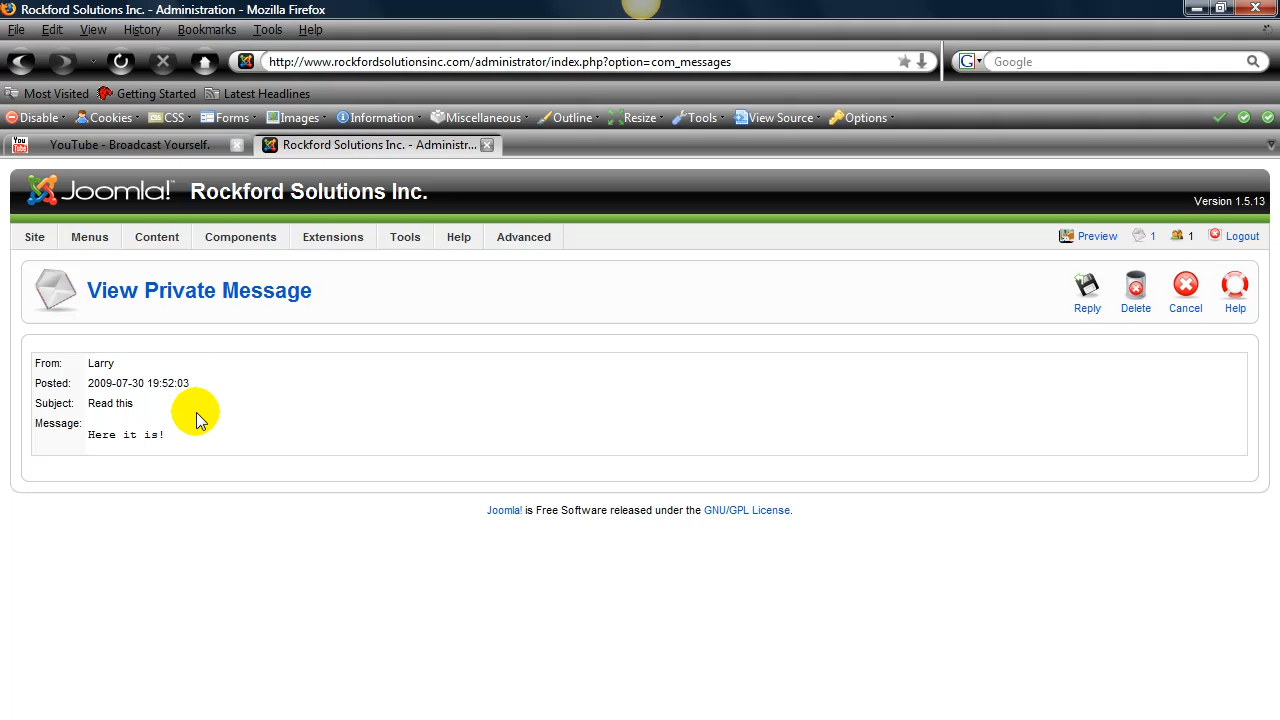 Rockford Solutions Inc. - Administration - Mozilla Firefox
File Edit View History Bookmarks Tools Help
http://www.rockfordsolutionsinc.com/administrator/index.php?option=com_messages
G Google
Most Visited Getting Started Latest Headlines
Disable Cookies CSS Forms Images Information Miscellaneous Outline Resize Tools View Source Options
You Tube YouTube - Broadcast Yourself. Rockford Solutions Inc. - Administr...
Joomla!™ Rockford Solutions Inc.
Version 1.5.13
Site Menus Content Components Extensions Tools Help Advanced Preview 1 1 Logout
View Private Message
Reply Delete Cancel Help
From: Larry
Posted: 2009-07-30 19:52:03
Subject: Read this
Message:
Here it is!
Joomla! is Free Software released under the GNU/GPL License.